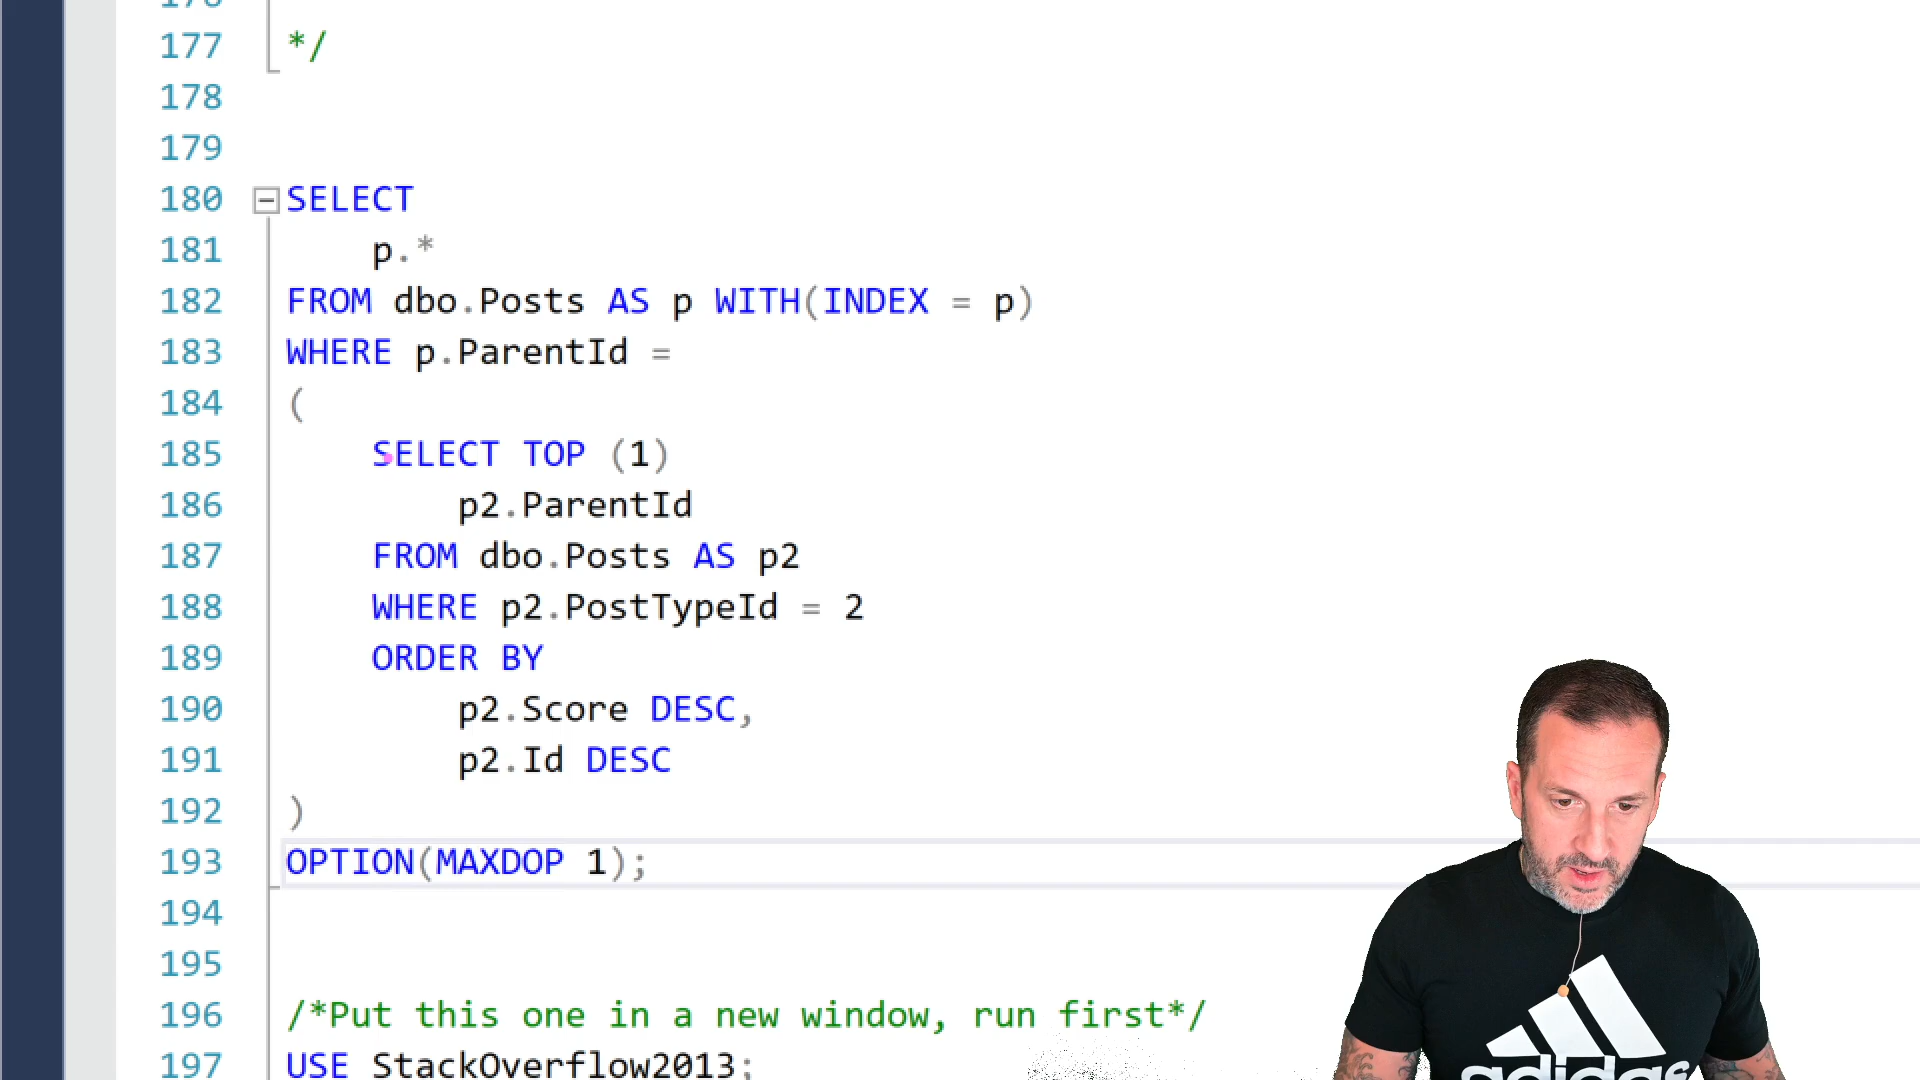 177 */
178
179
180 SELECT
181 p.*
182 FROM dbo.Posts AS p WITH(INDEX = p)
183 WHERE p.ParentId =
184 (
185 SELECT TOP (1)
186 p2.ParentId
187 FROM dbo.Posts AS p2
188 WHERE p2.PostTypeId = 2
189 ORDER BY
190 p2.Score DESC,
191 p2.Id DESC
192 )
193 OPTION(MAXDOP 1);
194
195
196 /*Put this one in a new window, run first*/
197 USE StackOverflow2013;
adidas